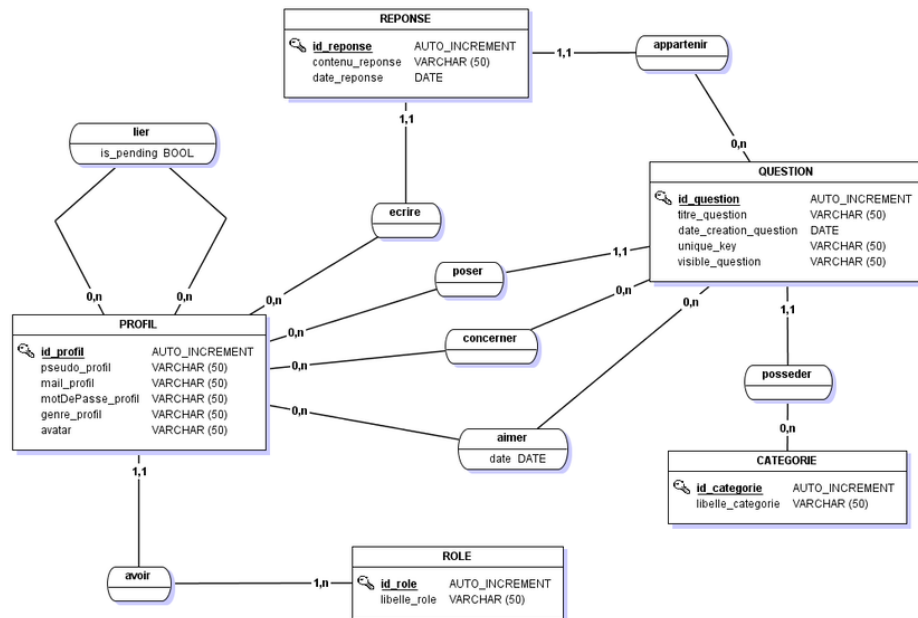 REPONSE
id_reponse AUTO_INCREMENT
contenu_reponse VARCHAR (50)
date_reponse DATE
1,1
appartenir
1,1
0,n
lier
is_pending BOOL
0,n
0,n
ecrire
QUESTION
id_question AUTO_INCREMENT
titre_question VARCHAR (50)
date_creation_question DATE
unique_key VARCHAR (50)
visible_question VARCHAR (50)
poser
1,1
0,n
0,n
concerner
0,n
0,n
0,n
aimer
date DATE
0,n
0,n
PROFIL
id_profil AUTO_INCREMENT
pseudo_profil VARCHAR (50)
mail_profil VARCHAR (50)
motDePasse_profil VARCHAR (50)
genre_profil VARCHAR (50)
avatar VARCHAR (50)
1,1
posseder
0,n
CATEGORIE
id_categorie AUTO_INCREMENT
libelle_categorie VARCHAR (50)
1,1
avoir
1,n
ROLE
id_role AUTO_INCREMENT
libelle_role VARCHAR (50)